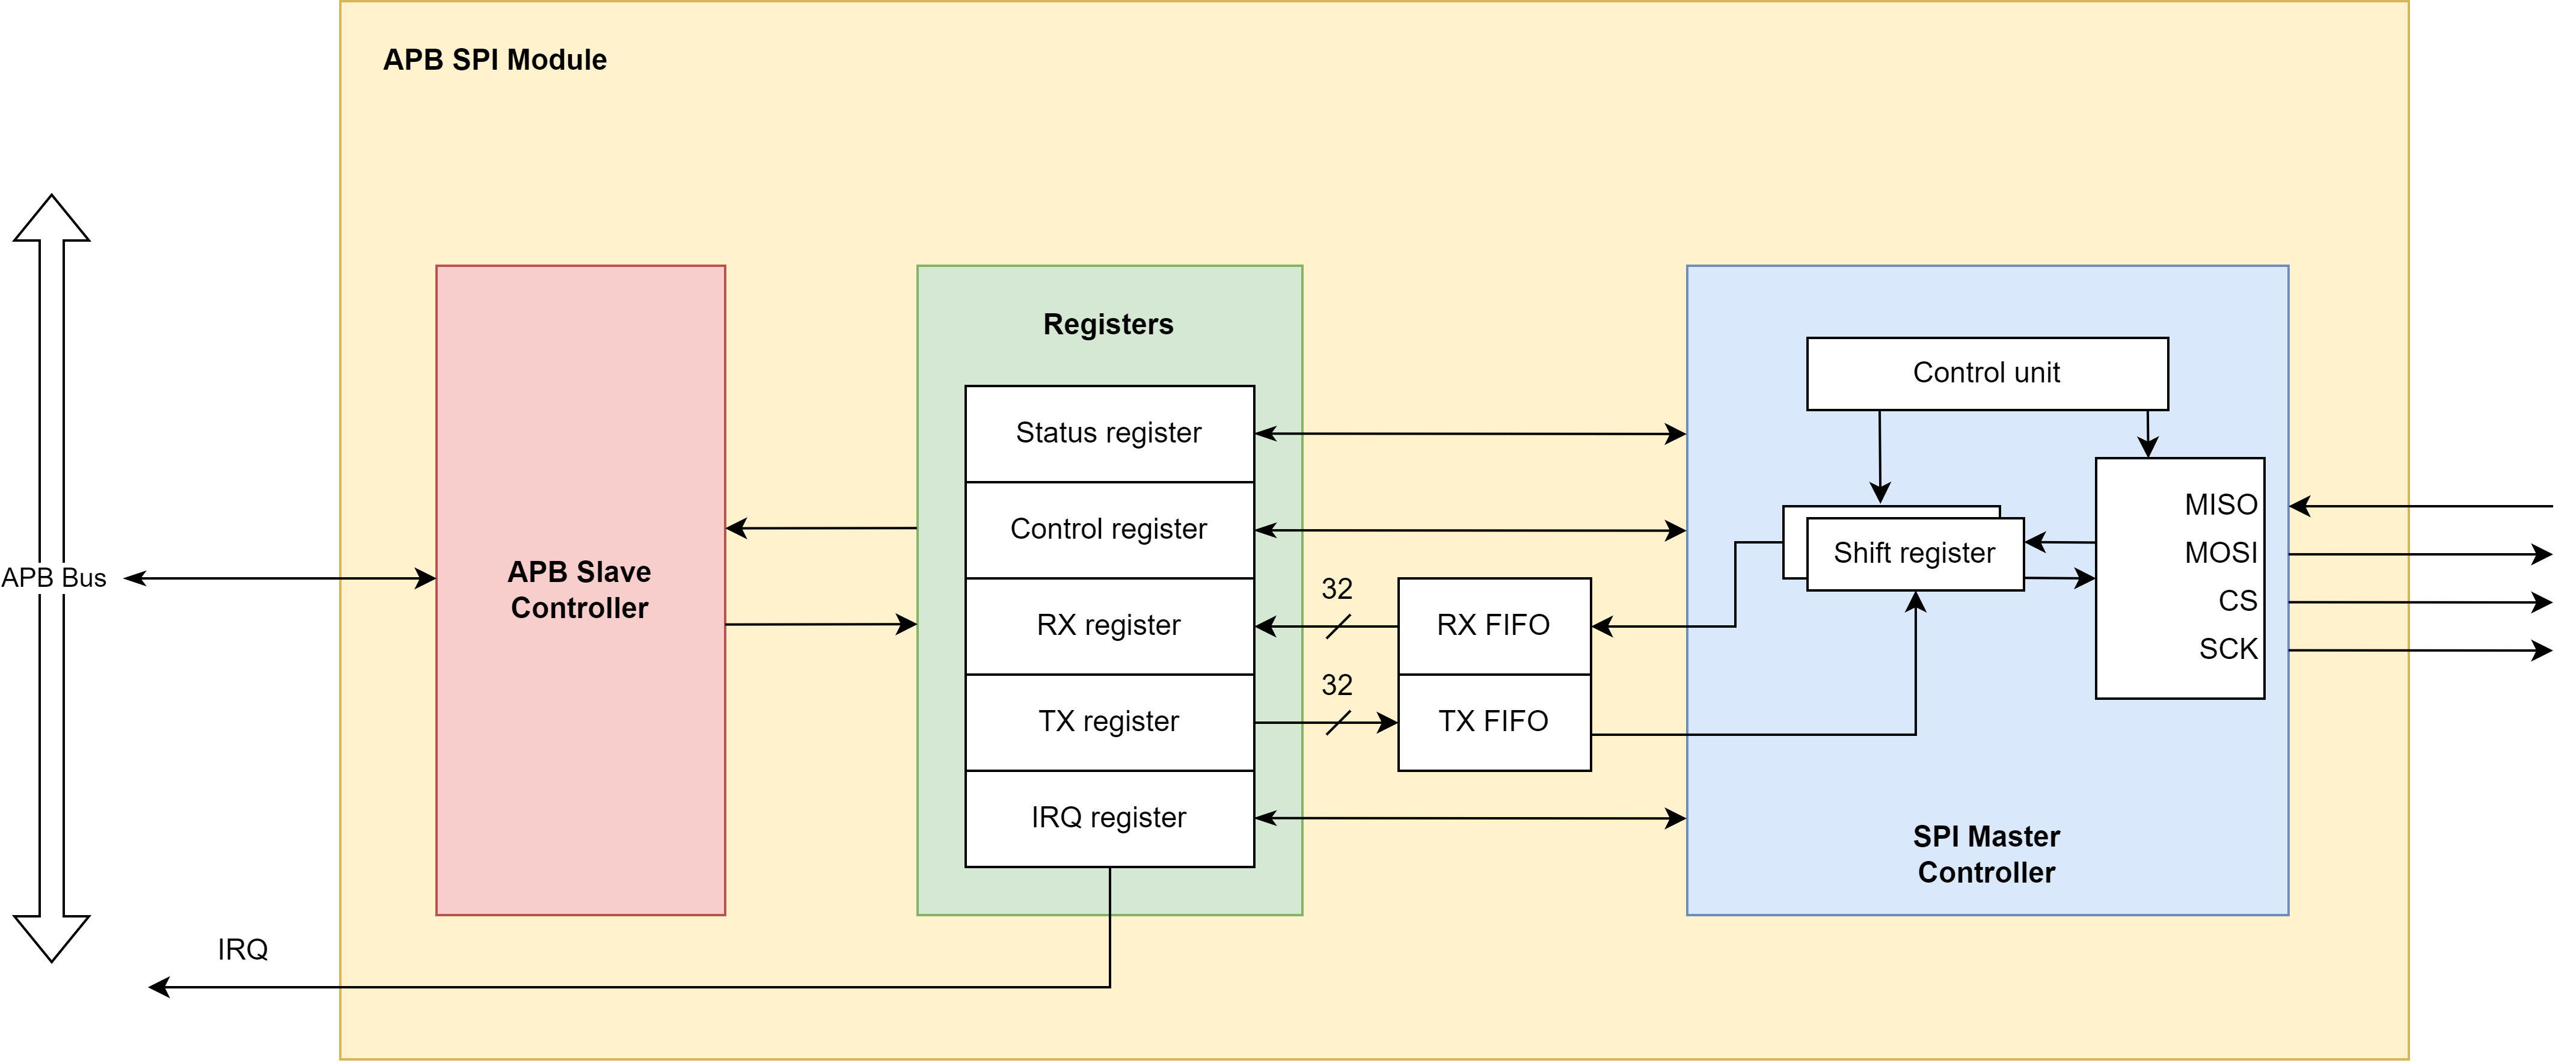 APB SPI Module
APB Bus
IRQ
APB Slave
Controller
Registers
Status register
Control register
RX register
TX register
IRQ register
32
32
RX FIFO
TX FIFO
Control unit
Shift register
MISO
MOSI
CS
SCK
SPI Master
Controller